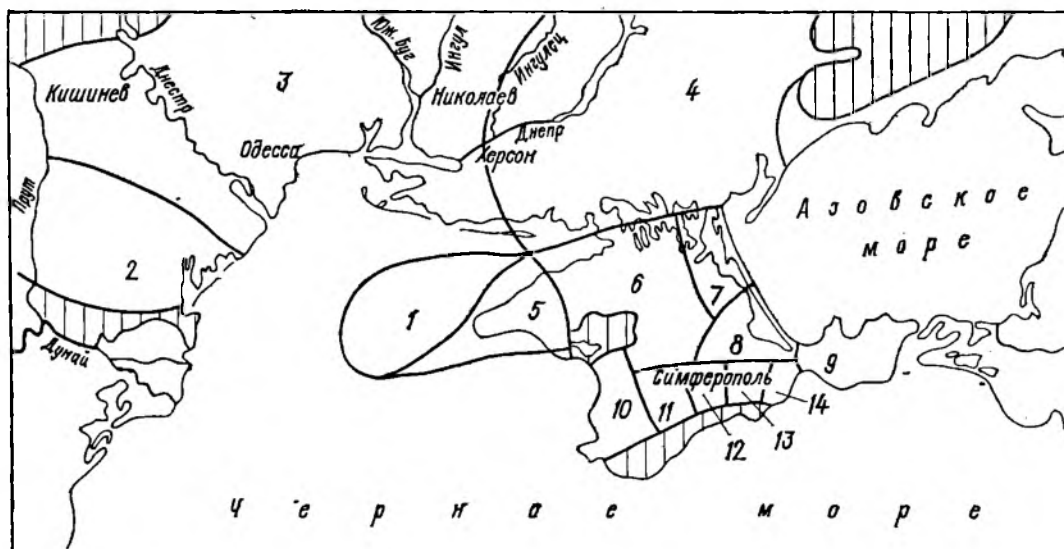 Кишинев
Днестр
3
Юж. Буг
Ингул
Ингулец
Николаев
4
Днепр
Херсон
Одесса
Прут
2
Дунай
Азовское
море
1
5
6
7
8
9
Симферополь
10
11
12
13
14
Черное море